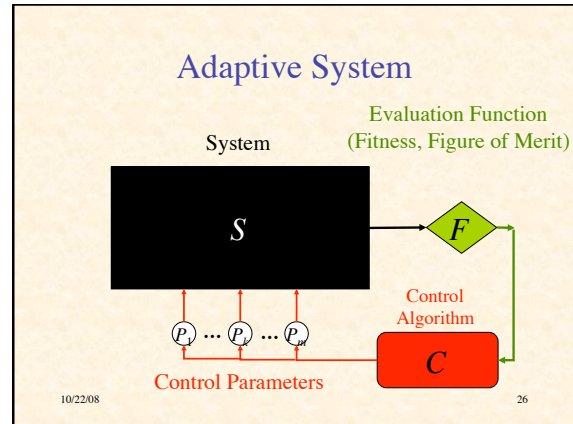 Adaptive System
Evaluation Function
(Fitness, Figure of Merit)
System
S
F
P1 ... Pk ... Pm
Control
Algorithm
C
Control Parameters
10/22/08
26